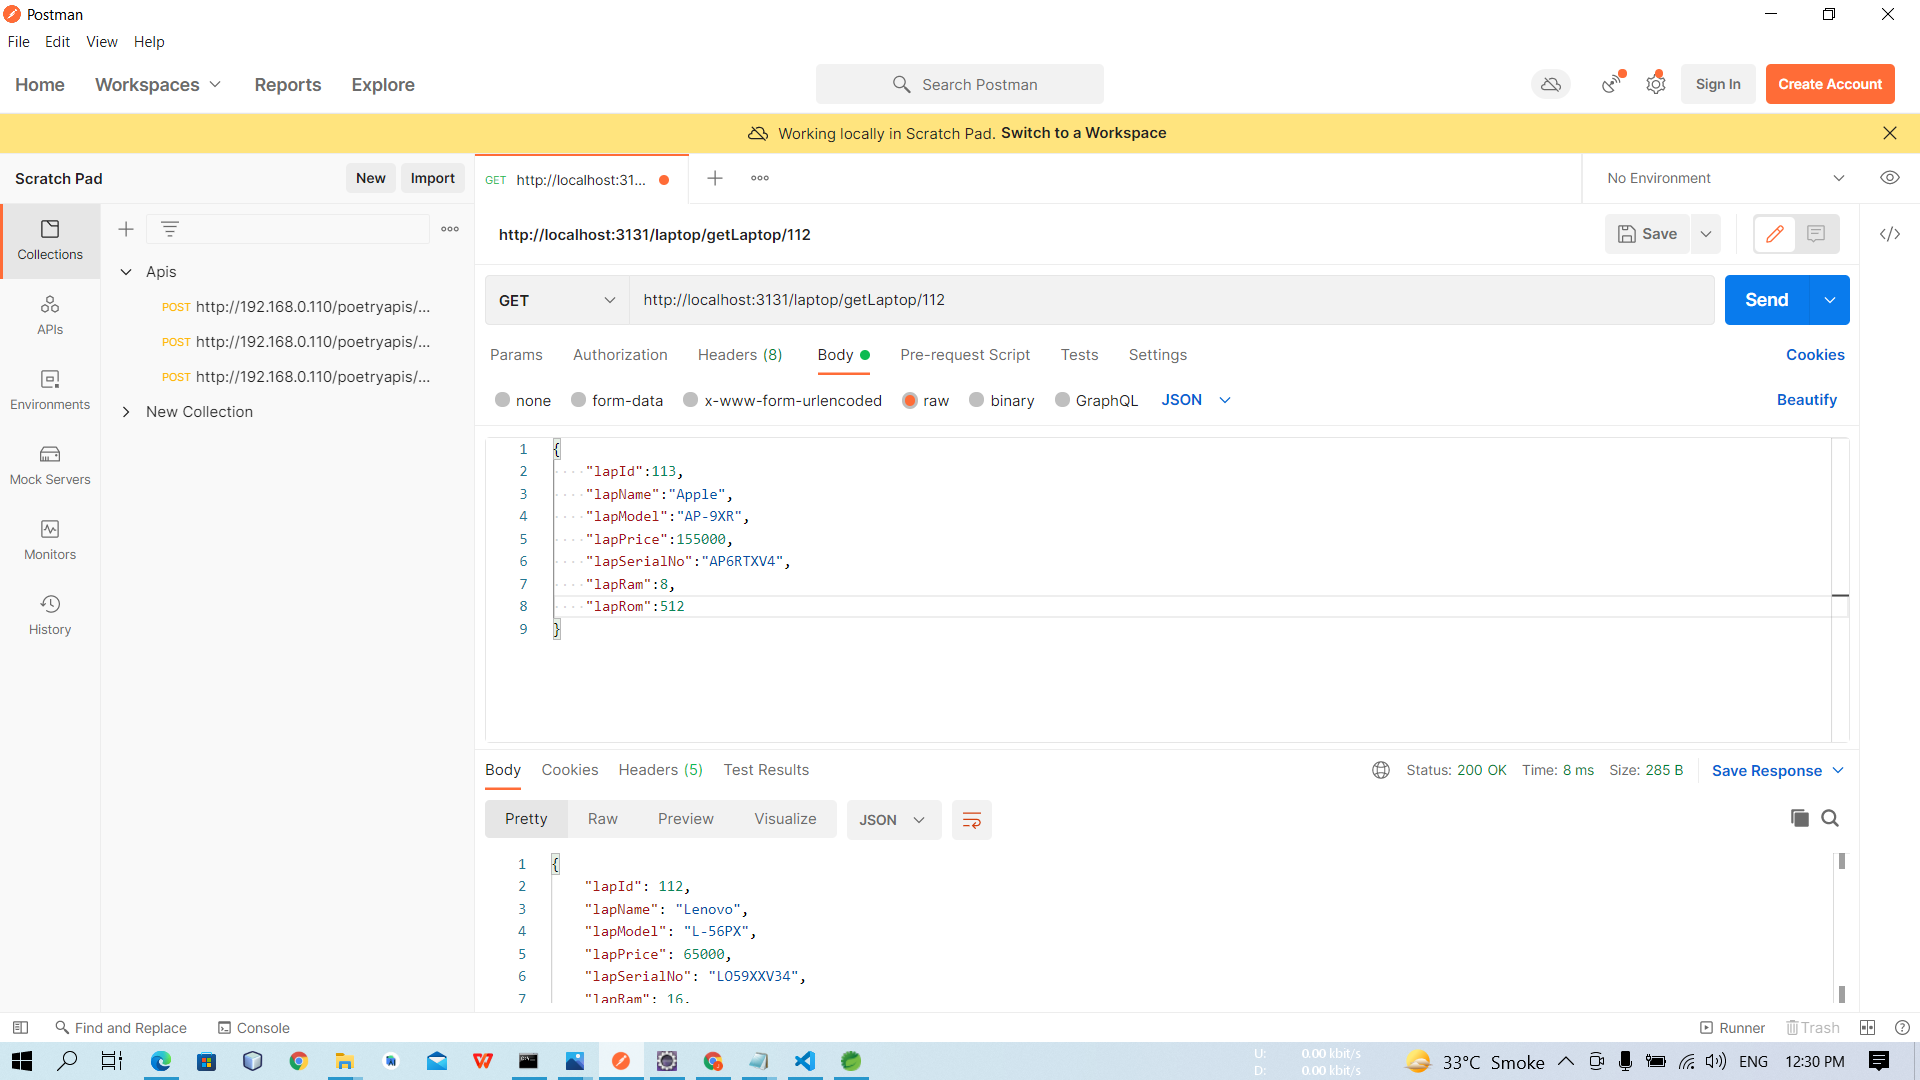 Postman
File Edit View Help
Home Workspaces Reports Explore
Search Postman
Sign In Create Account
Working locally in Scratch Pad. Switch to a Workspace
Scratch Pad New Import
GET http://localhost:31...
No Environment
Collections
APIs
Environments
Mock Servers
Monitors
History
Apis
POST http://192.168.0.110/poetryapis/...
POST http://192.168.0.110/poetryapis/...
POST http://192.168.0.110/poetryapis/...
New Collection
http://localhost:3131/laptop/getLaptop/112
Save
GET http://localhost:3131/laptop/getLaptop/112 Send
Params Authorization Headers (8) Body Pre-request Script Tests Settings Cookies
none form-data x-www-form-urlencoded raw binary GraphQL JSON Beautify
1 {
2 "lapId":113,
3 "lapName":"Apple",
4 "lapModel":"AP-9XR",
5 "lapPrice":155000,
6 "lapSerialNo":"AP6RTXV4",
7 "lapRam":8,
8 "lapRom":512
9 }
Body Cookies Headers (5) Test Results Status: 200 OK Time: 8 ms Size: 285 B Save Response
Pretty Raw Preview Visualize JSON
1 {
2 "lapId": 112,
3 "lapName": "Lenovo",
4 "lapModel": "L-56PX",
5 "lapPrice": 65000,
6 "lapSerialNo": "LO59XXV34",
7 "lapRam": 16,
Find and Replace Console Runner Trash
U: 0.00 kbit/s
D: 0.00 kbit/s
33°C Smoke ENG 12:30 PM